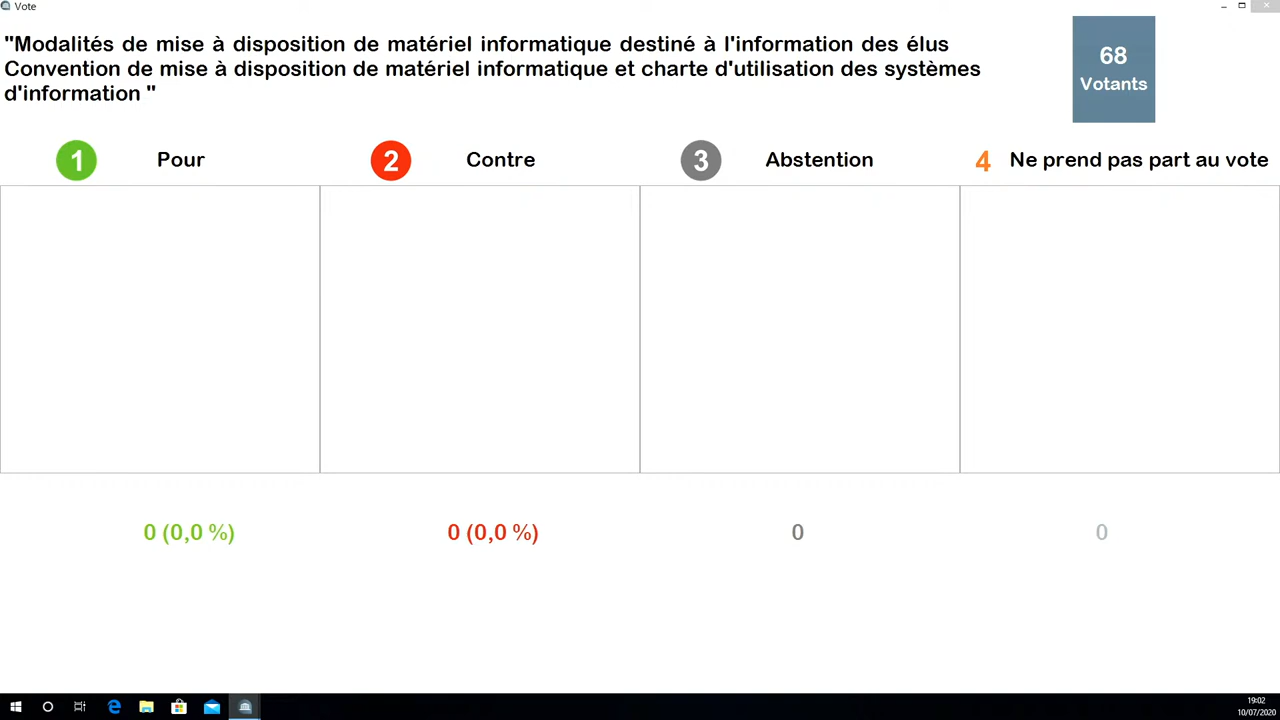 Vote
"Modalités de mise à disposition de matériel informatique destiné à l'information des élus
Convention de mise à disposition de matériel informatique et charte d'utilisation des systèmes
d'information "
68
Votants
1 Pour
2 Contre
3 Abstention
4 Ne prend pas part au vote
0 (0,0 %)
0 (0,0 %)
0
0
19:02
10/07/2020